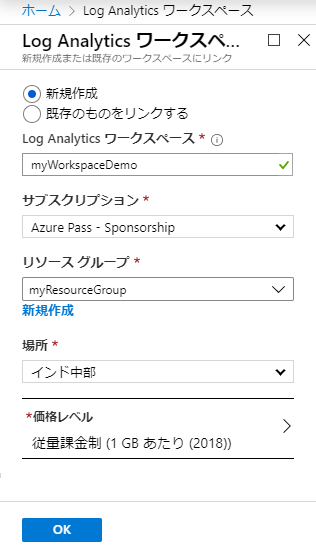 ホーム > Log Analytics ワークスペース
Log Analytics ワークスペ...
新規作成または既存のワークスペースにリンク
新規作成
既存のものをリンクする
Log Analytics ワークスペース *
myWorkspaceDemo
サブスクリプション *
Azure Pass - Sponsorship
リソース グループ *
myResourceGroup
新規作成
場所 *
インド中部
*価格レベル
従量課金制 (1 GB あたり (2018))
OK